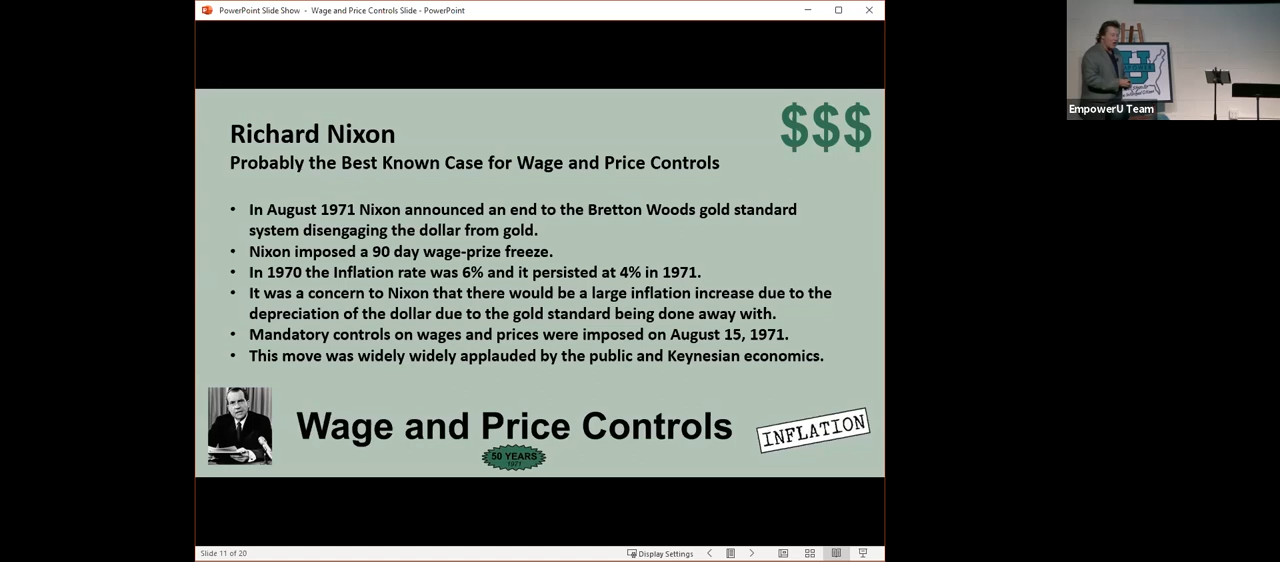 PowerPoint Slide Show - Wage and Price Controls Slide - PowerPoint
$$$
Richard Nixon
Probably the Best Known Case for Wage and Price Controls
• In August 1971 Nixon announced an end to the Bretton Woods gold standard
system disengaging the dollar from gold.
• Nixon imposed a 90 day wage-prize freeze.
• In 1970 the Inflation rate was 6% and it persisted at 4% in 1971.
• It was a concern to Nixon that there would be a large inflation increase due to the
depreciation of the dollar due to the gold standard being done away with.
• Mandatory controls on wages and prices were imposed on August 15, 1971.
• This move was widely widely applauded by the public and Keynesian economics.
Wage and Price Controls
INFLATION
50 YEARS
1971
Slide 11 of 20
Display Settings
U
EmpowerU Team